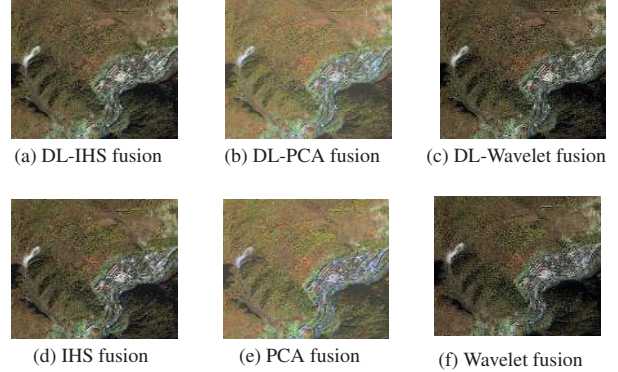 (a) DL-IHS fusion
(b) DL-PCA fusion
(c) DL-Wavelet fusion
(d) IHS fusion
(e) PCA fusion
(f) Wavelet fusion